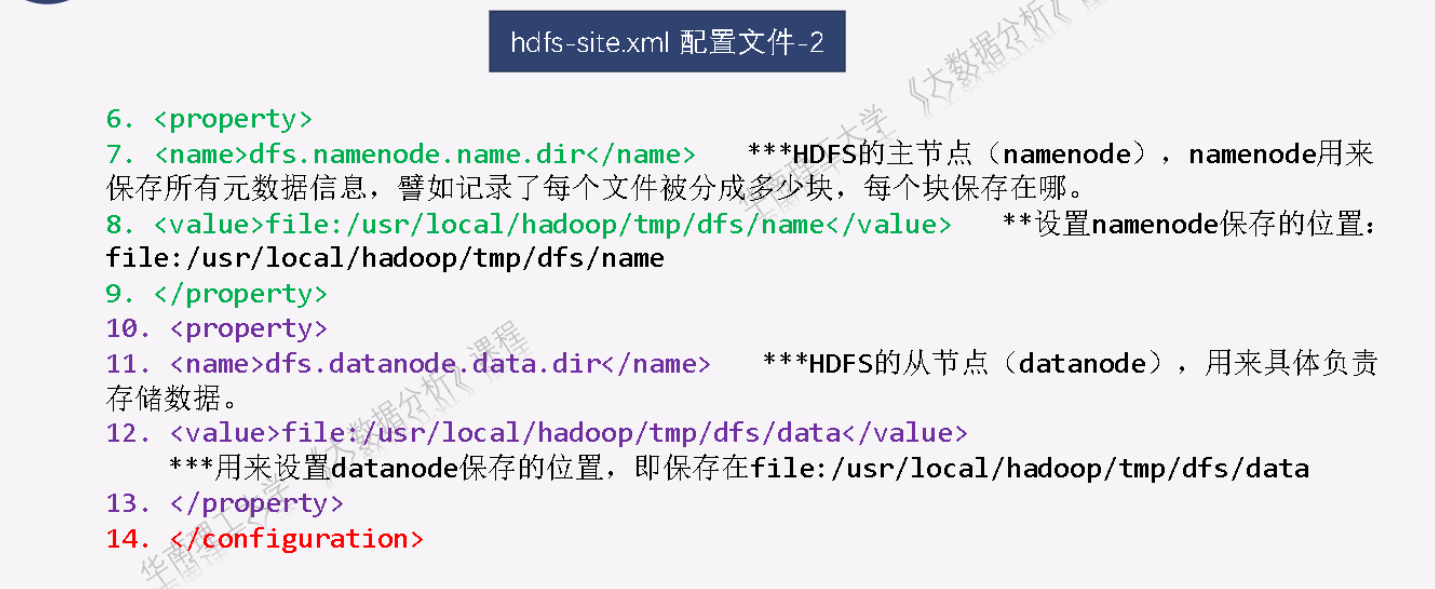 《大数据分析》
hdfs-site.xml 配置文件-2
6. <property>
7. <name>dfs.namenode.name.dir</name> ***HDFS的主节点（namenode），namenode用来
保存所有元数据信息，譬如记录了每个文件被分成多少块，每个块保存在哪。
8. <value>file:/usr/local/hadoop/tmp/dfs/name</value> **设置namenode保存的位置：
file:/usr/local/hadoop/tmp/dfs/name
9. </property>
10. <property>
11. <name>dfs.datanode.data.dir</name> ***HDFS的从节点（datanode），用来具体负责
存储数据。
12. <value>file:/usr/local/hadoop/tmp/dfs/data</value>
***用来设置datanode保存的位置，即保存在file:/usr/local/hadoop/tmp/dfs/data
13. </property>
14. </configuration>
华南理工大学 《大数据分析》 课程